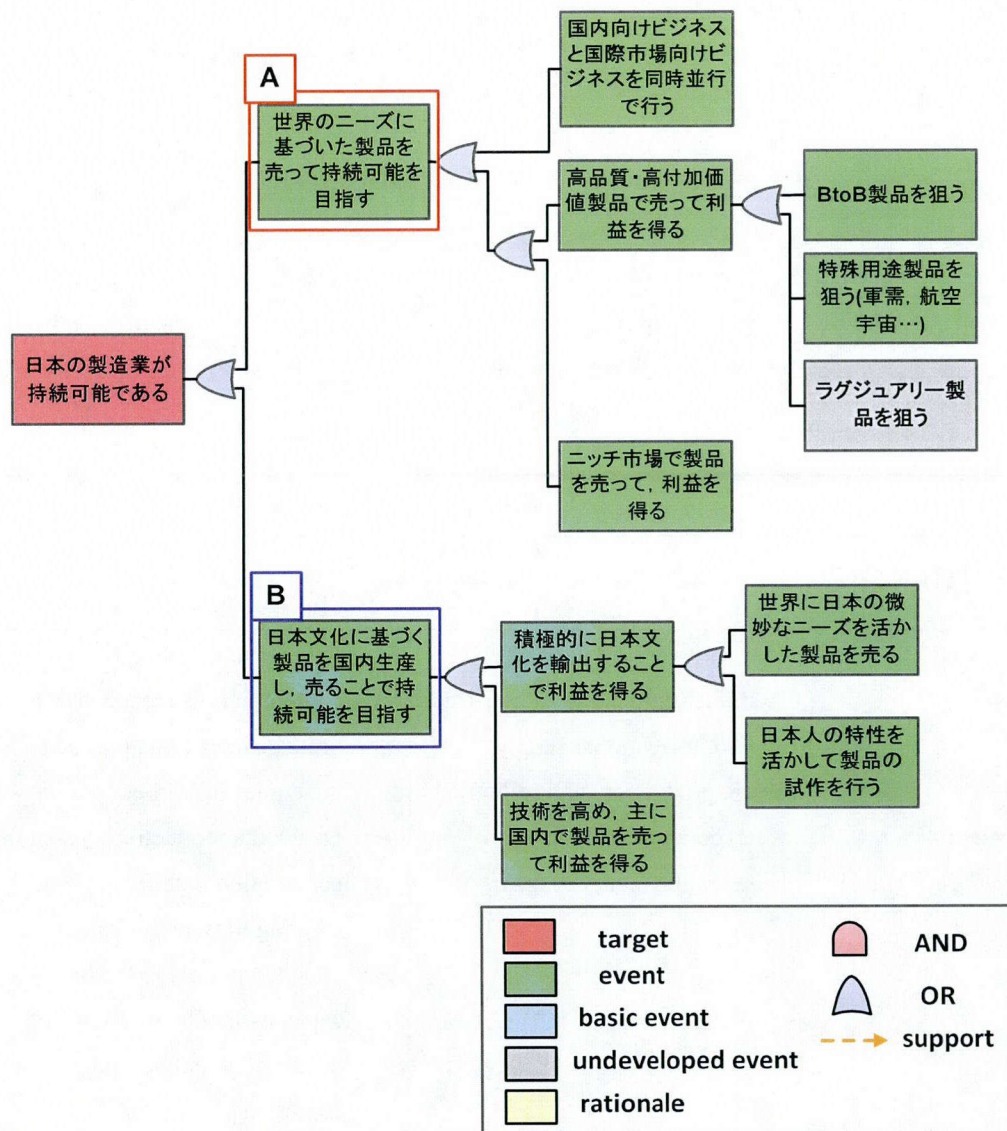 国内向けビジネス
と国際市場向けビ
ジネスを同時並行
で行う
A
世界のニーズに
基づいた製品を
売って持続可能を
目指す
高品質・高付加価
値製品で売って利
益を得る
BtoB製品を狙う
特殊用途製品を
狙う(軍需, 航空
宇宙…)
日本の製造業が
持続可能である
ラグジュアリー製
品を狙う
ニッチ市場で製品
を売って, 利益を
得る
B
日本文化に基づく
製品を国内生産
し, 売ることで持
続可能を目指す
積極的に日本文
化を輸出すること
で利益を得る
世界に日本の微
妙なニーズを活か
した製品を売る
日本人の特性を
活かして製品の
試作を行う
技術を高め, 主に
国内で製品を売っ
て利益を得る
target
event
basic event
undeveloped event
rationale
AND
OR
support